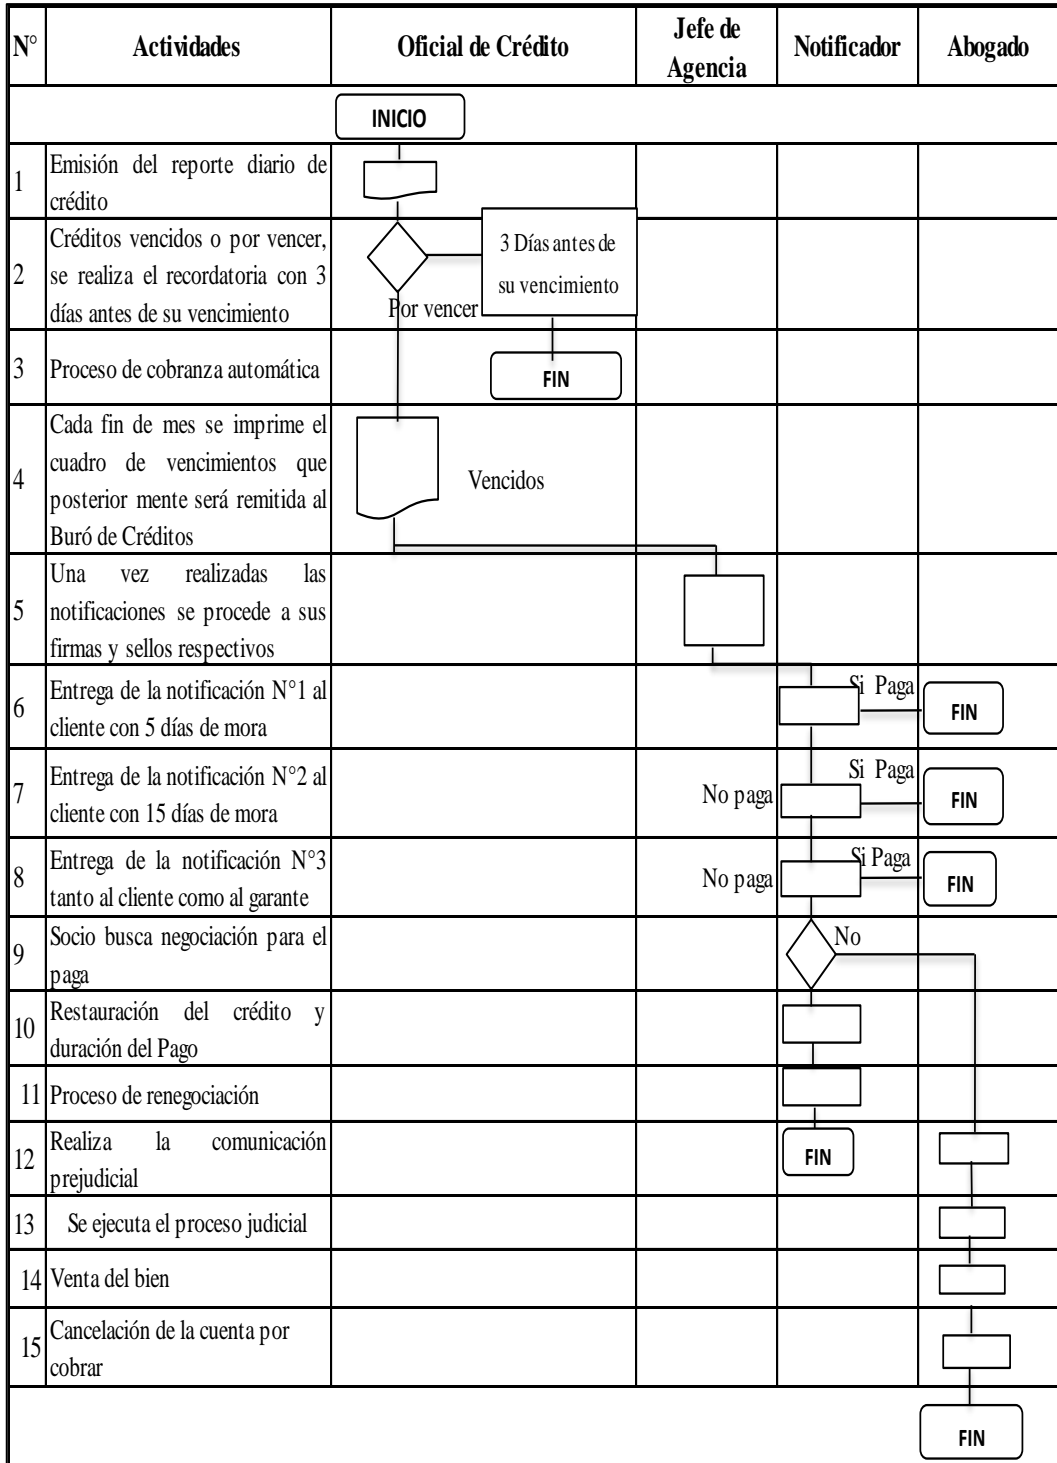 N° Actividades Oficial de Crédito Jefe de Agencia Notificador Abogado
INICIO
1 Emisión del reporte diario de
crédito
2 Créditos vencidos o por vencer,
se realiza el recordatoria con 3
días antes de su vencimiento
3 Días antes de
su vencimiento
Por vencer
3 Proceso de cobranza automática
FIN
4 Cada fin de mes se imprime el
cuadro de vencimientos que
posterior mente será remitida al
Buró de Créditos
Vencidos
5 Una vez realizadas las
notificaciones se procede a sus
firmas y sellos respectivos
6 Entrega de la notificación N°1 al
cliente con 5 días de mora
Si Paga
FIN
7 Entrega de la notificación N°2 al
cliente con 15 días de mora
No paga
Si Paga
FIN
8 Entrega de la notificación N°3
tanto al cliente como al garante
No paga
Si Paga
FIN
9 Socio busca negociación para el
paga
No
10 Restauración del crédito y
duración del Pago
11 Proceso de renegociación
12 Realiza la comunicación
prejudicial
FIN
13 Se ejecuta el proceso judicial
14 Venta del bien
15 Cancelación de la cuenta por
cobrar
FIN